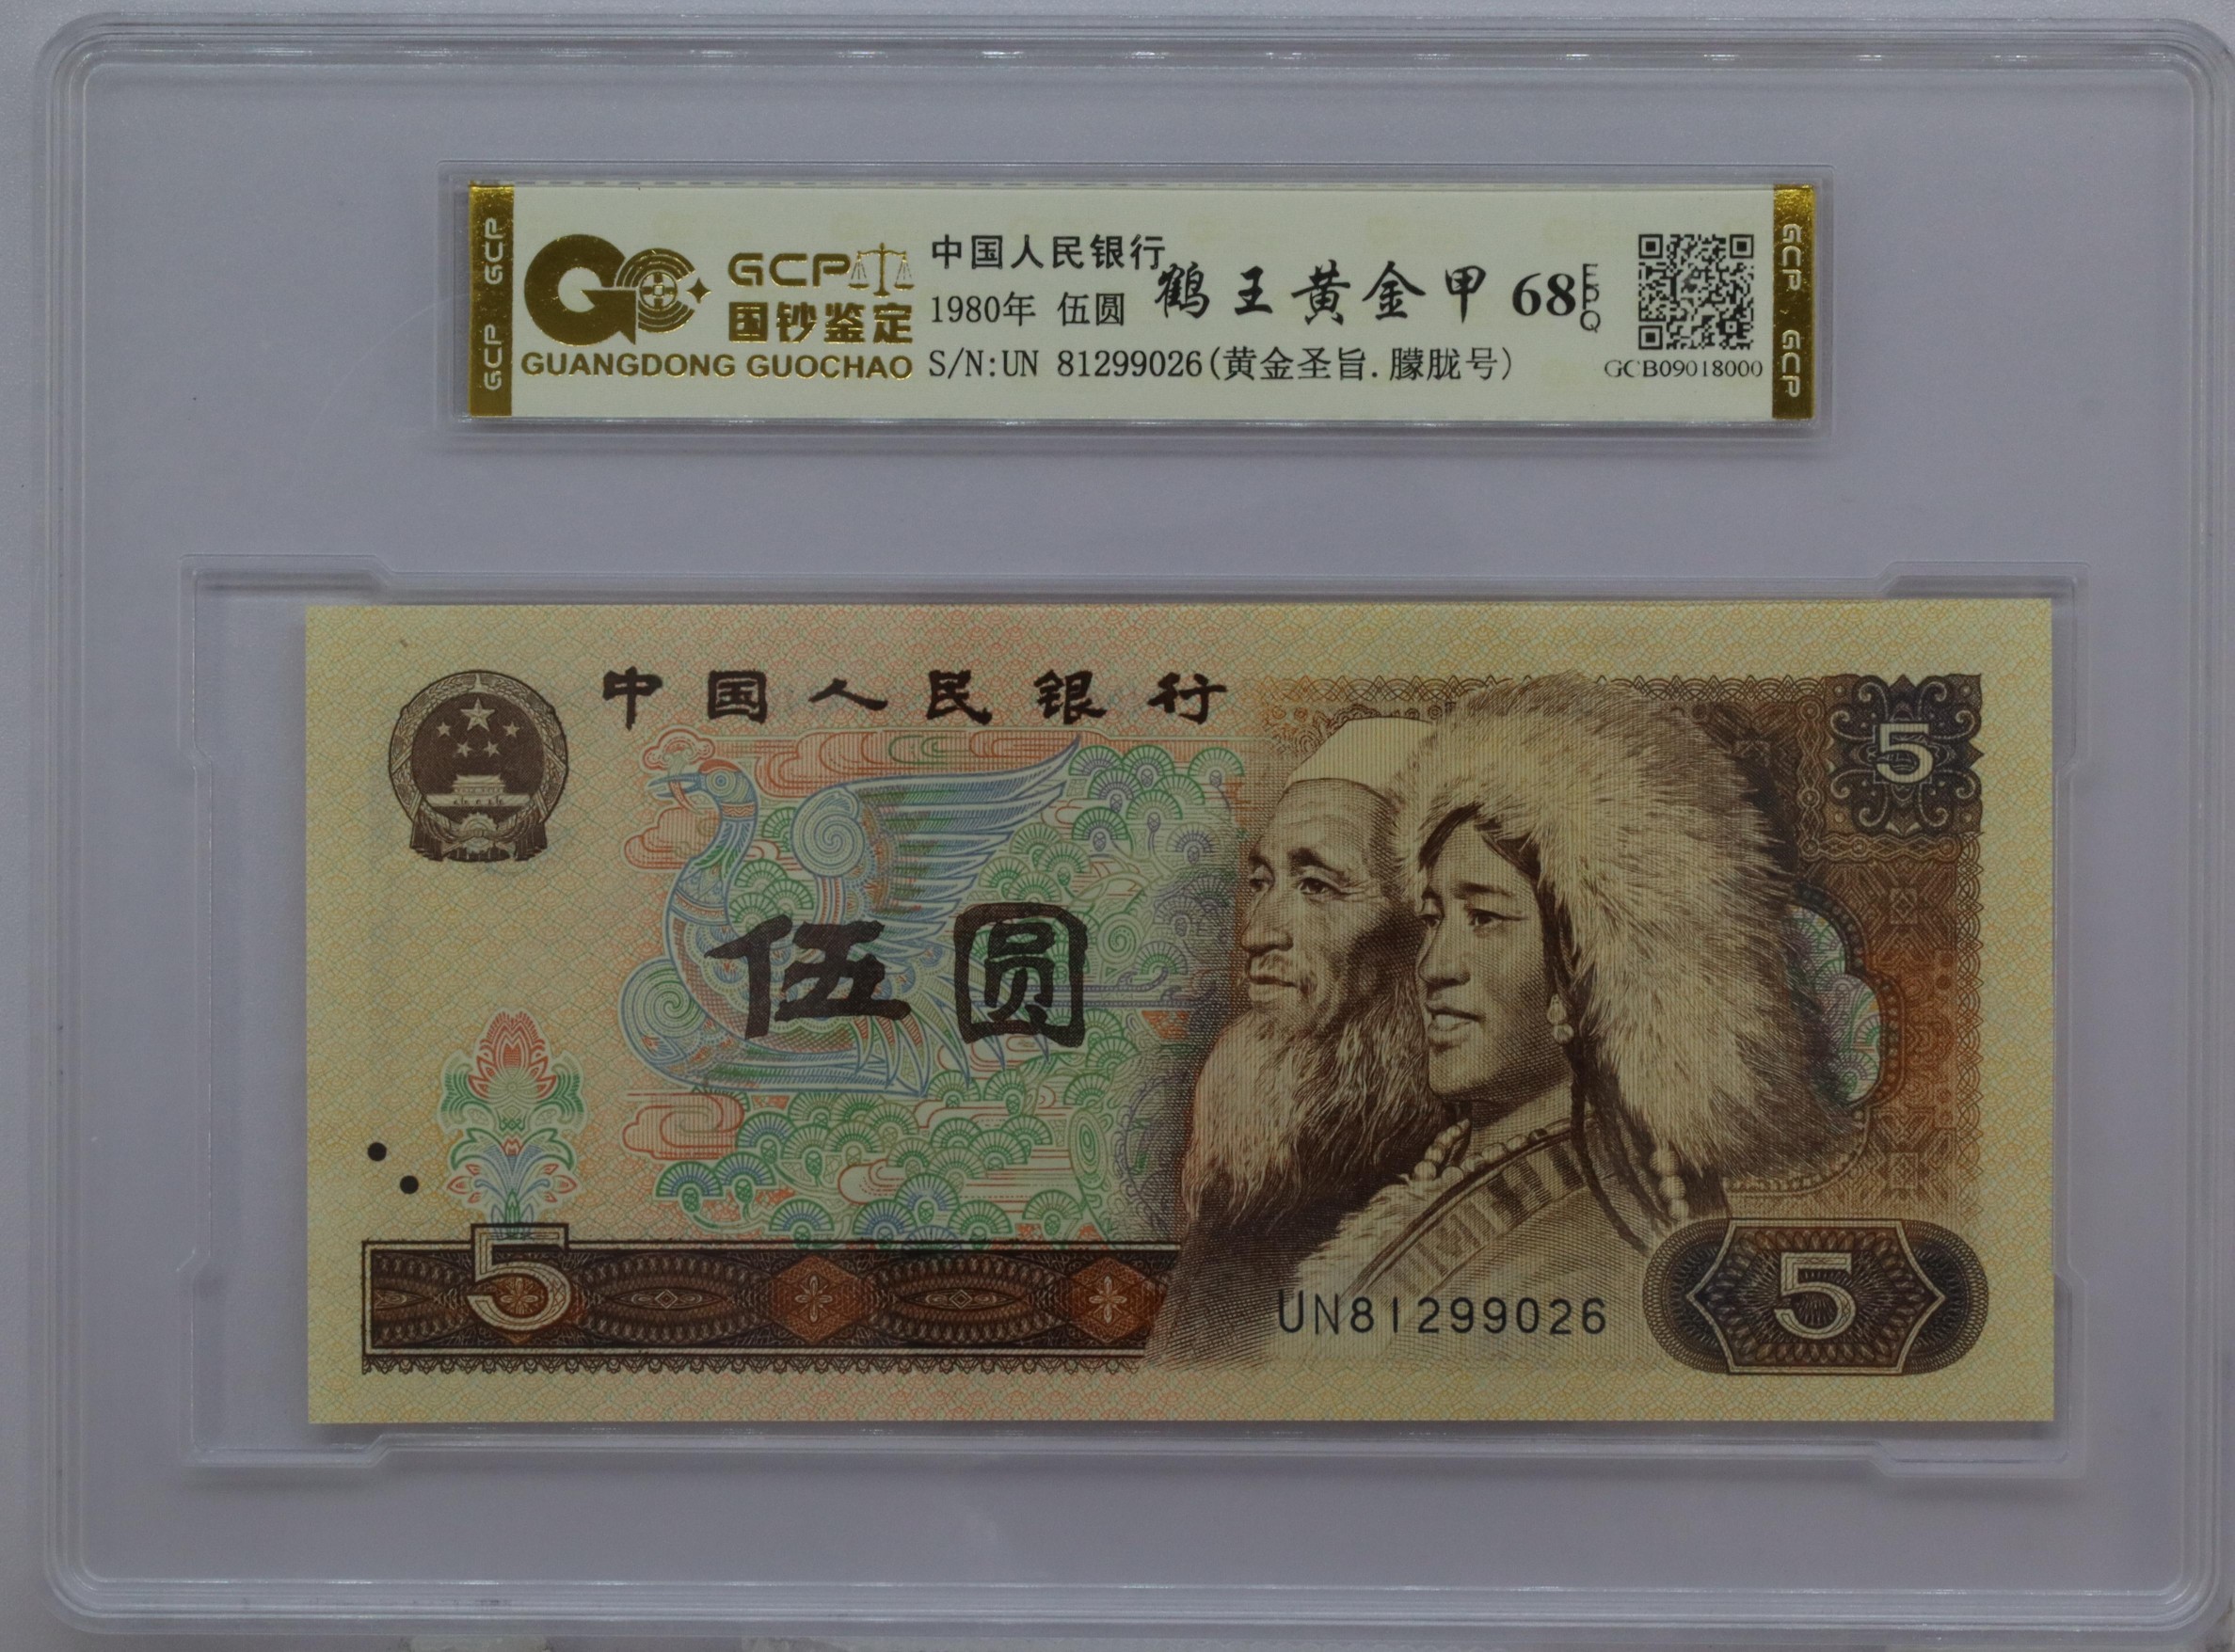 GCP GCP
GCP
国钞鉴定
GUANGDONG GUOCHAO
中国人民银行
1980年 伍圆
鹤王黄金甲 68 EPQ
S/N:UN 81299026(黄金圣旨.朦胧号)
GCB09018000
GCP GCP
中国人民银行
5
伍圆
5
UN81299026
5